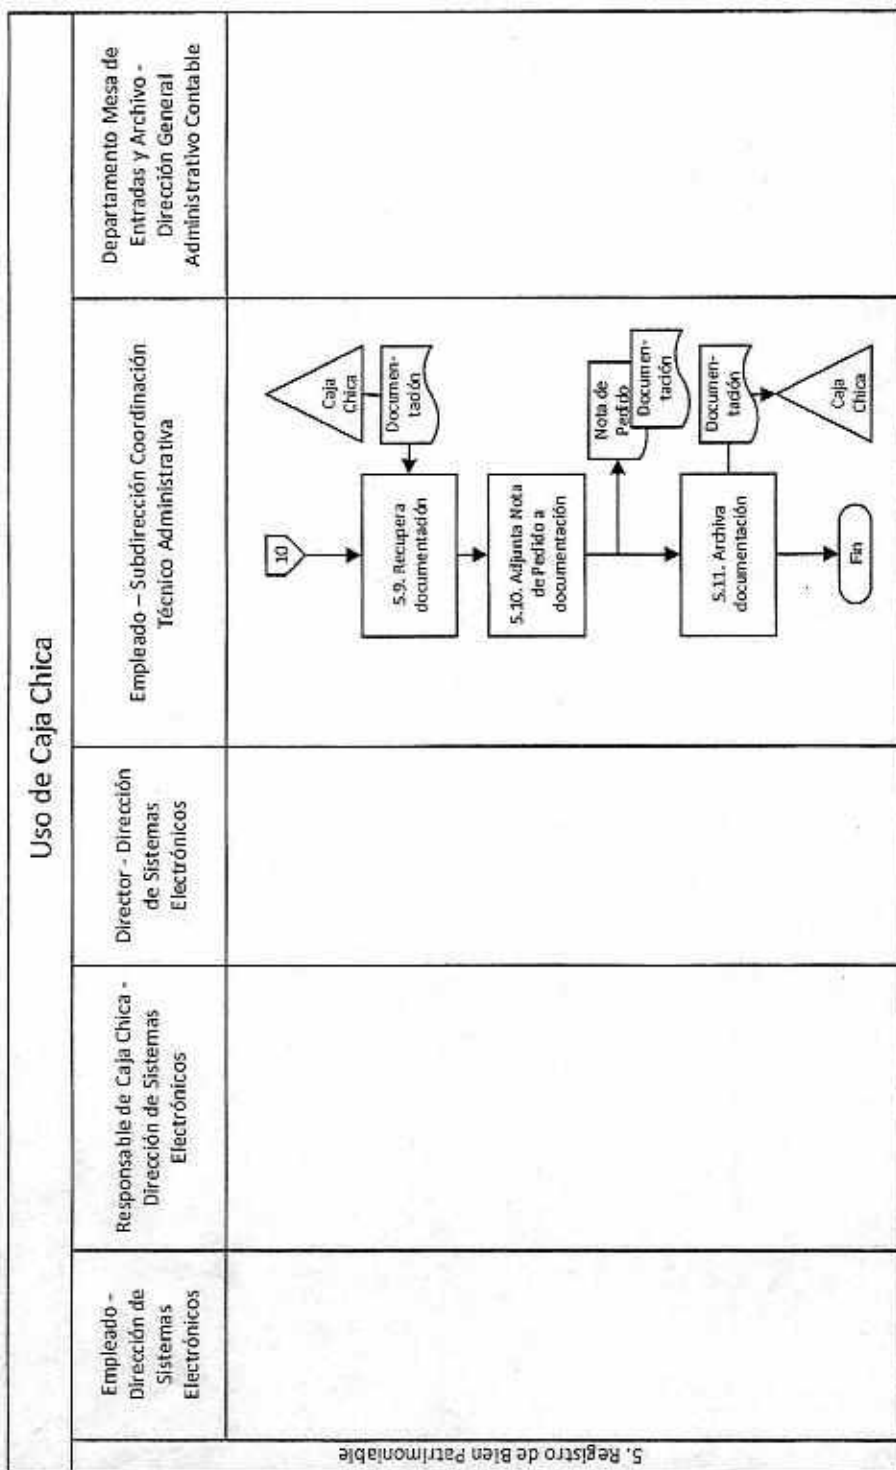 Uso de Caja Chica
Empleado -
Dirección de
Sistemas
Electrónicos
Responsable de Caja Chica -
Dirección de Sistemas
Electrónicos
Director - Dirección
de Sistemas
Electrónicos
Empleado – Subdirección Coordinación
Técnico Administrativa
Departamento Mesa de
Entradas y Archivo -
Dirección General
Administrativo Contable
5. Registro de Bien Patrimoniable
10
Caja
Chica
Documen-
tación
5.9. Recupera
documentación
5.10. Adjunta Nota
de Pedido a
documentación
Nota de
Pedido
Documen-
tación
5.11. Archiva
documentación
Documen-
tación
Caja
Chica
Fin